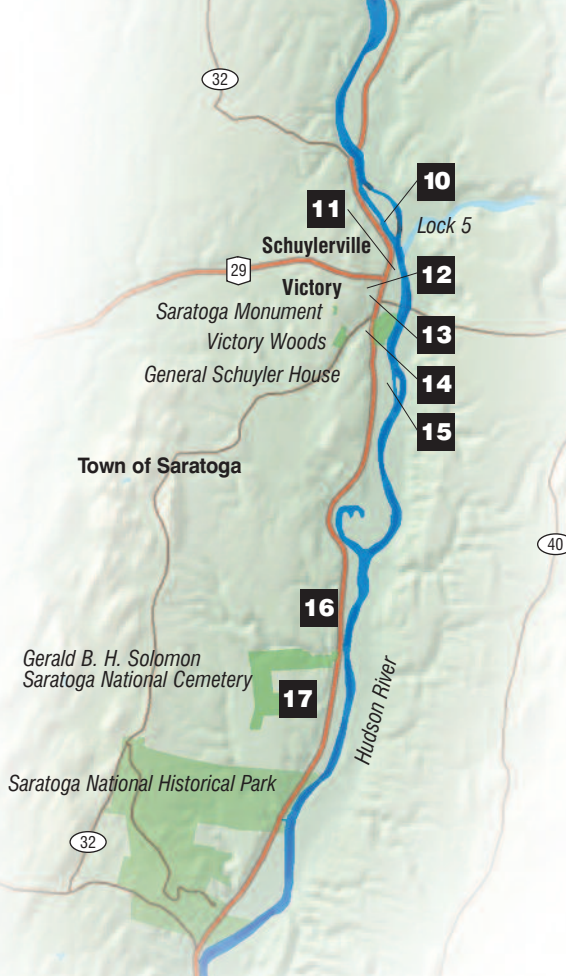 32
10
11
Lock 5
Schuylerville
29
12
Victory
Saratoga Monument
13
Victory Woods
General Schuyler House
14
15
Town of Saratoga
40
16
Gerald B. H. Solomon
Saratoga National Cemetery
17
Hudson River
Saratoga National Historical Park
32